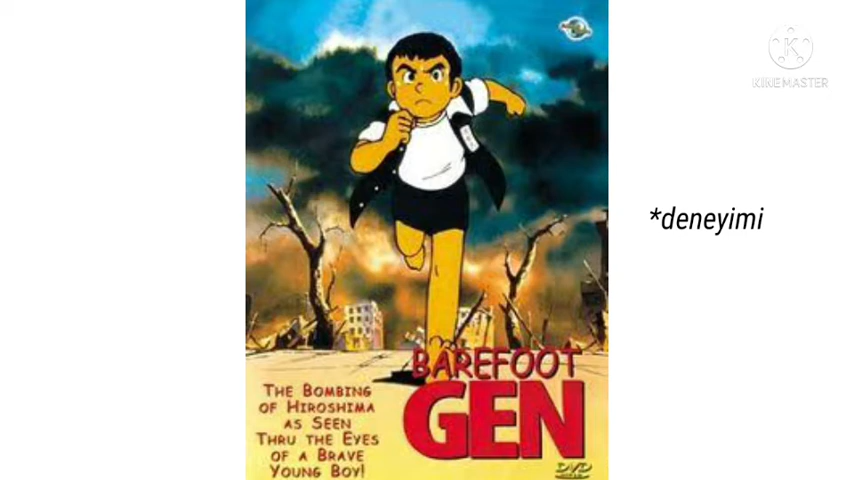 KINEMASTER
*deneyimi
BAREFOOT
GEN
THE BOMBING
OF HIROSHIMA
AS SEEN
THRU THE EYES
OF A BRAVE
YOUNG BOY!
DVD